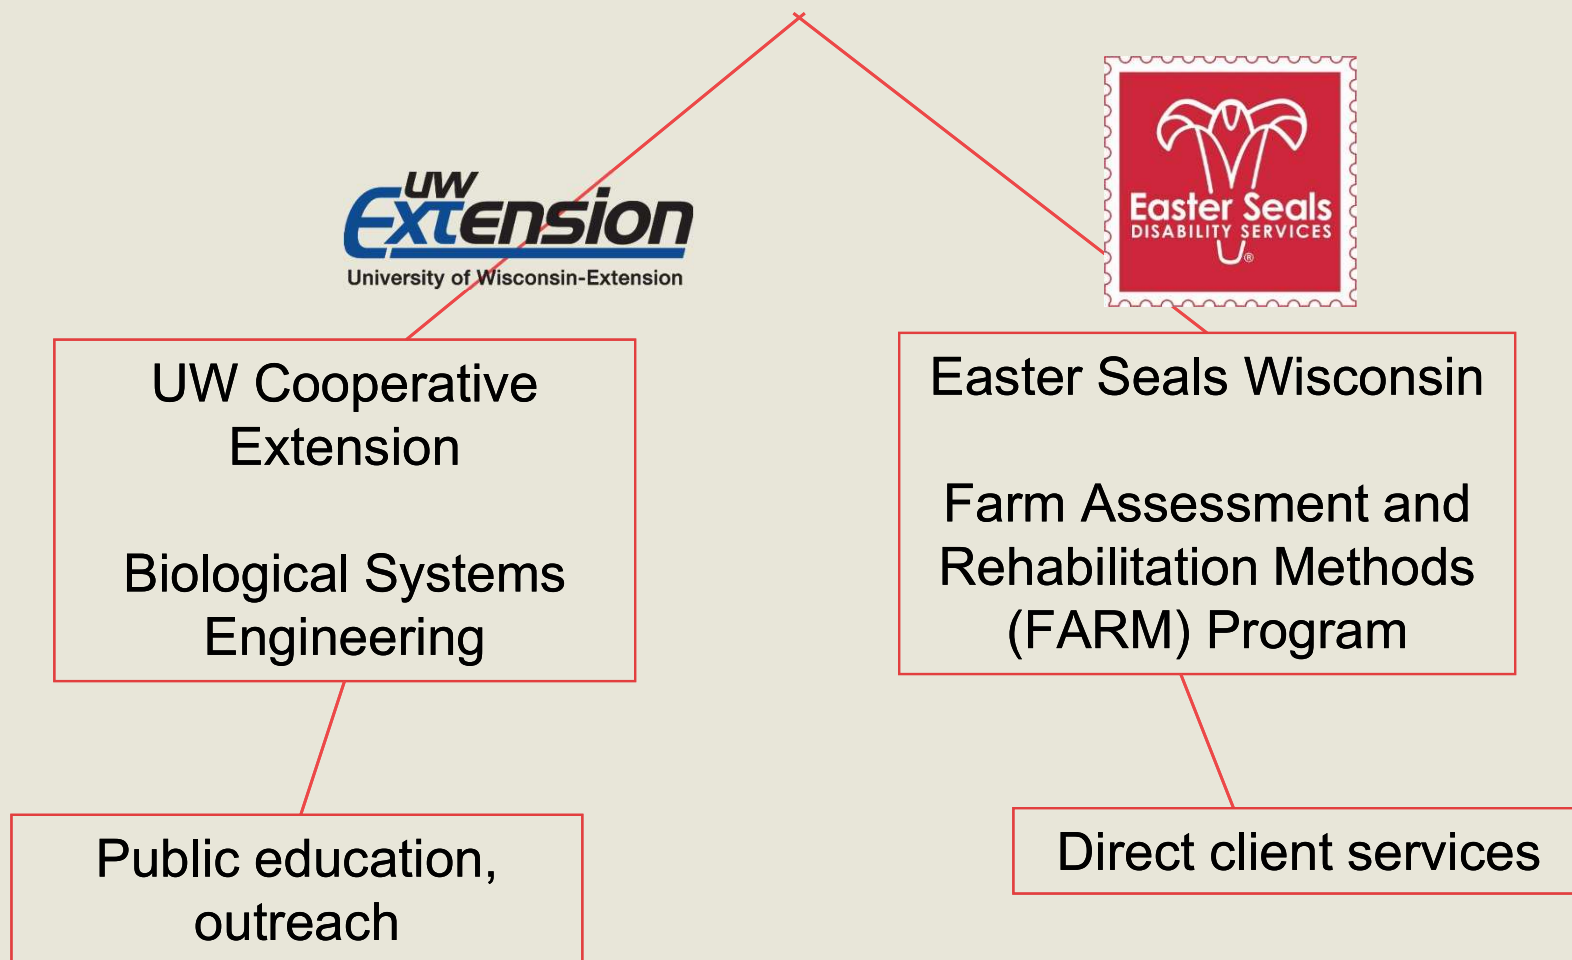 UW
Extension
University of Wisconsin-Extension
Easter Seals
DISABILITY SERVICES
®
UW Cooperative
Extension
Biological Systems
Engineering
Easter Seals Wisconsin
Farm Assessment and
Rehabilitation Methods
(FARM) Program
Public education,
outreach
Direct client services